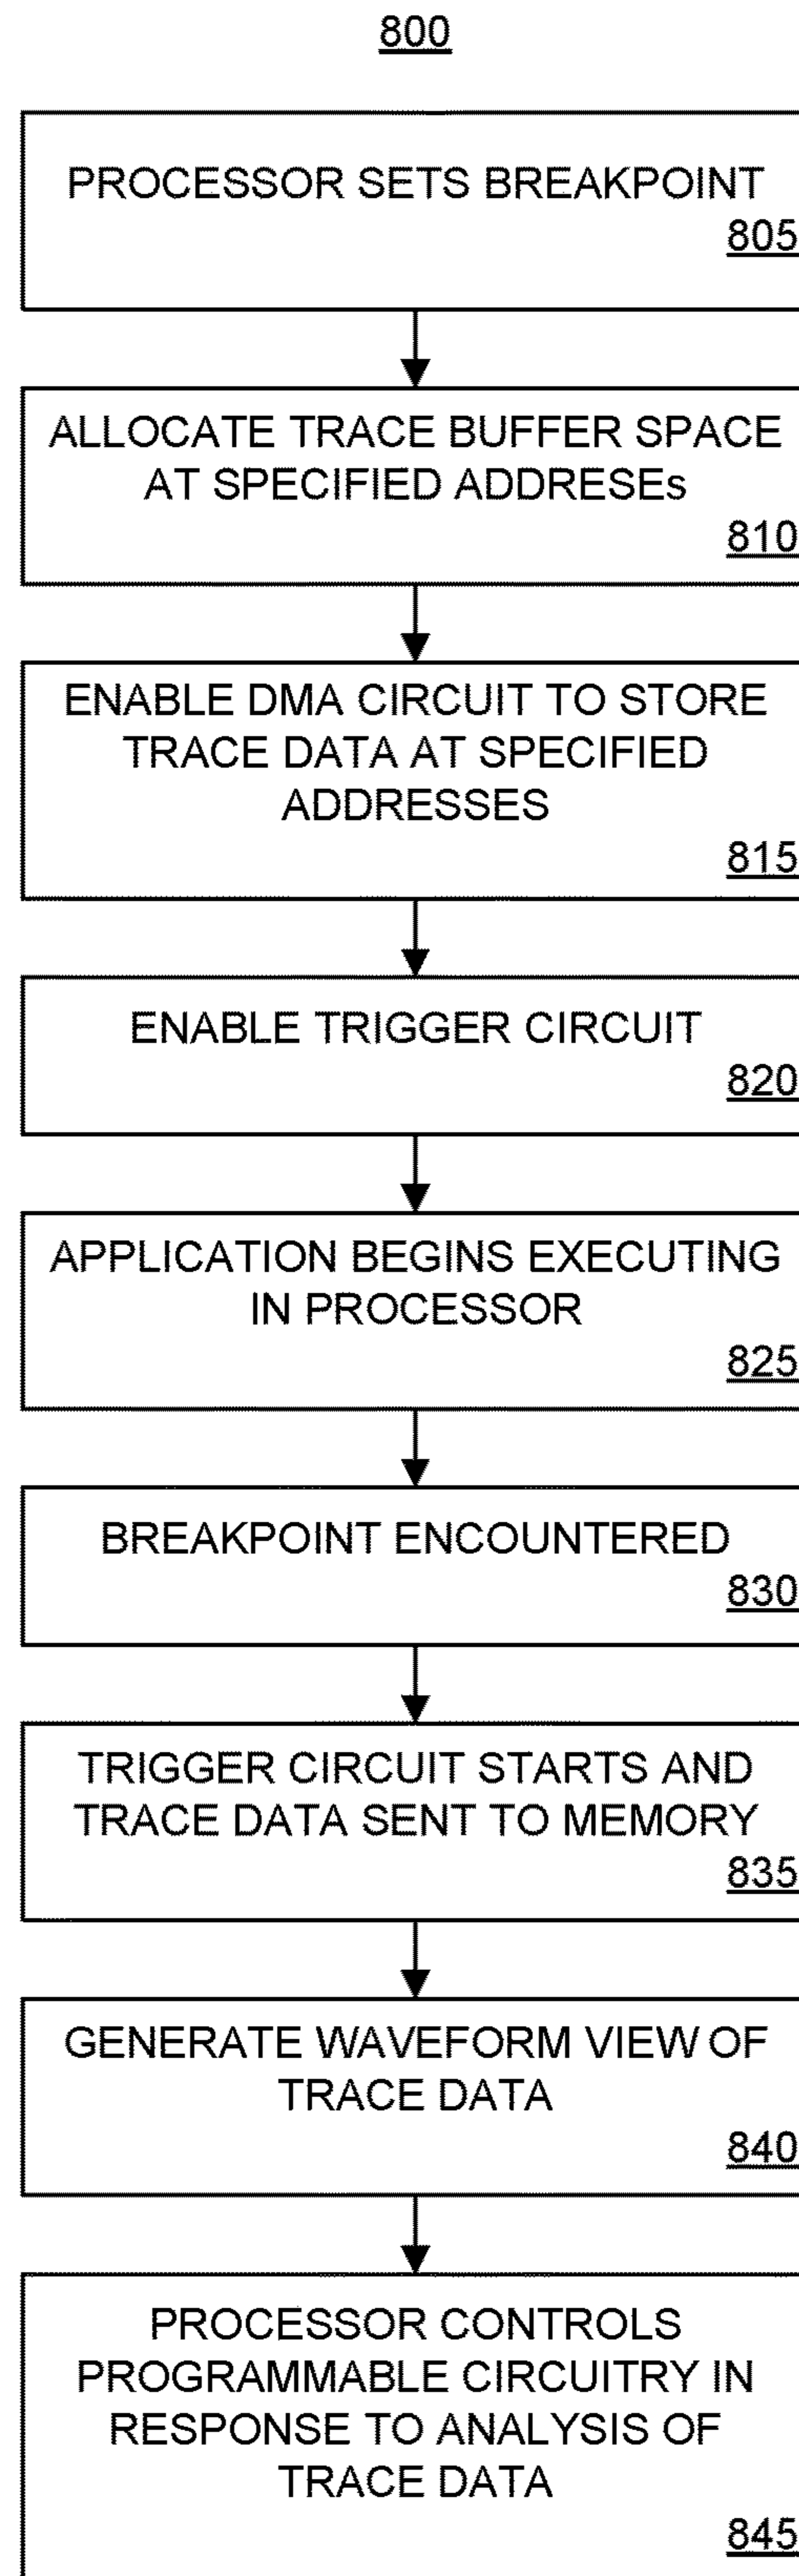 800
PROCESSOR SETS BREAKPOINT
805
ALLOCATE TRACE BUFFER SPACE
AT SPECIFIED ADDRESEs
810
ENABLE DMA CIRCUIT TO STORE
TRACE DATA AT SPECIFIED
ADDRESSES
815
ENABLE TRIGGER CIRCUIT
820
APPLICATION BEGINS EXECUTING
IN PROCESSOR
825
BREAKPOINT ENCOUNTERED
830
TRIGGER CIRCUIT STARTS AND
TRACE DATA SENT TO MEMORY
835
GENERATE WAVEFORM VIEW OF
TRACE DATA
840
PROCESSOR CONTROLS
PROGRAMMABLE CIRCUITRY IN
RESPONSE TO ANALYSIS OF
TRACE DATA
845